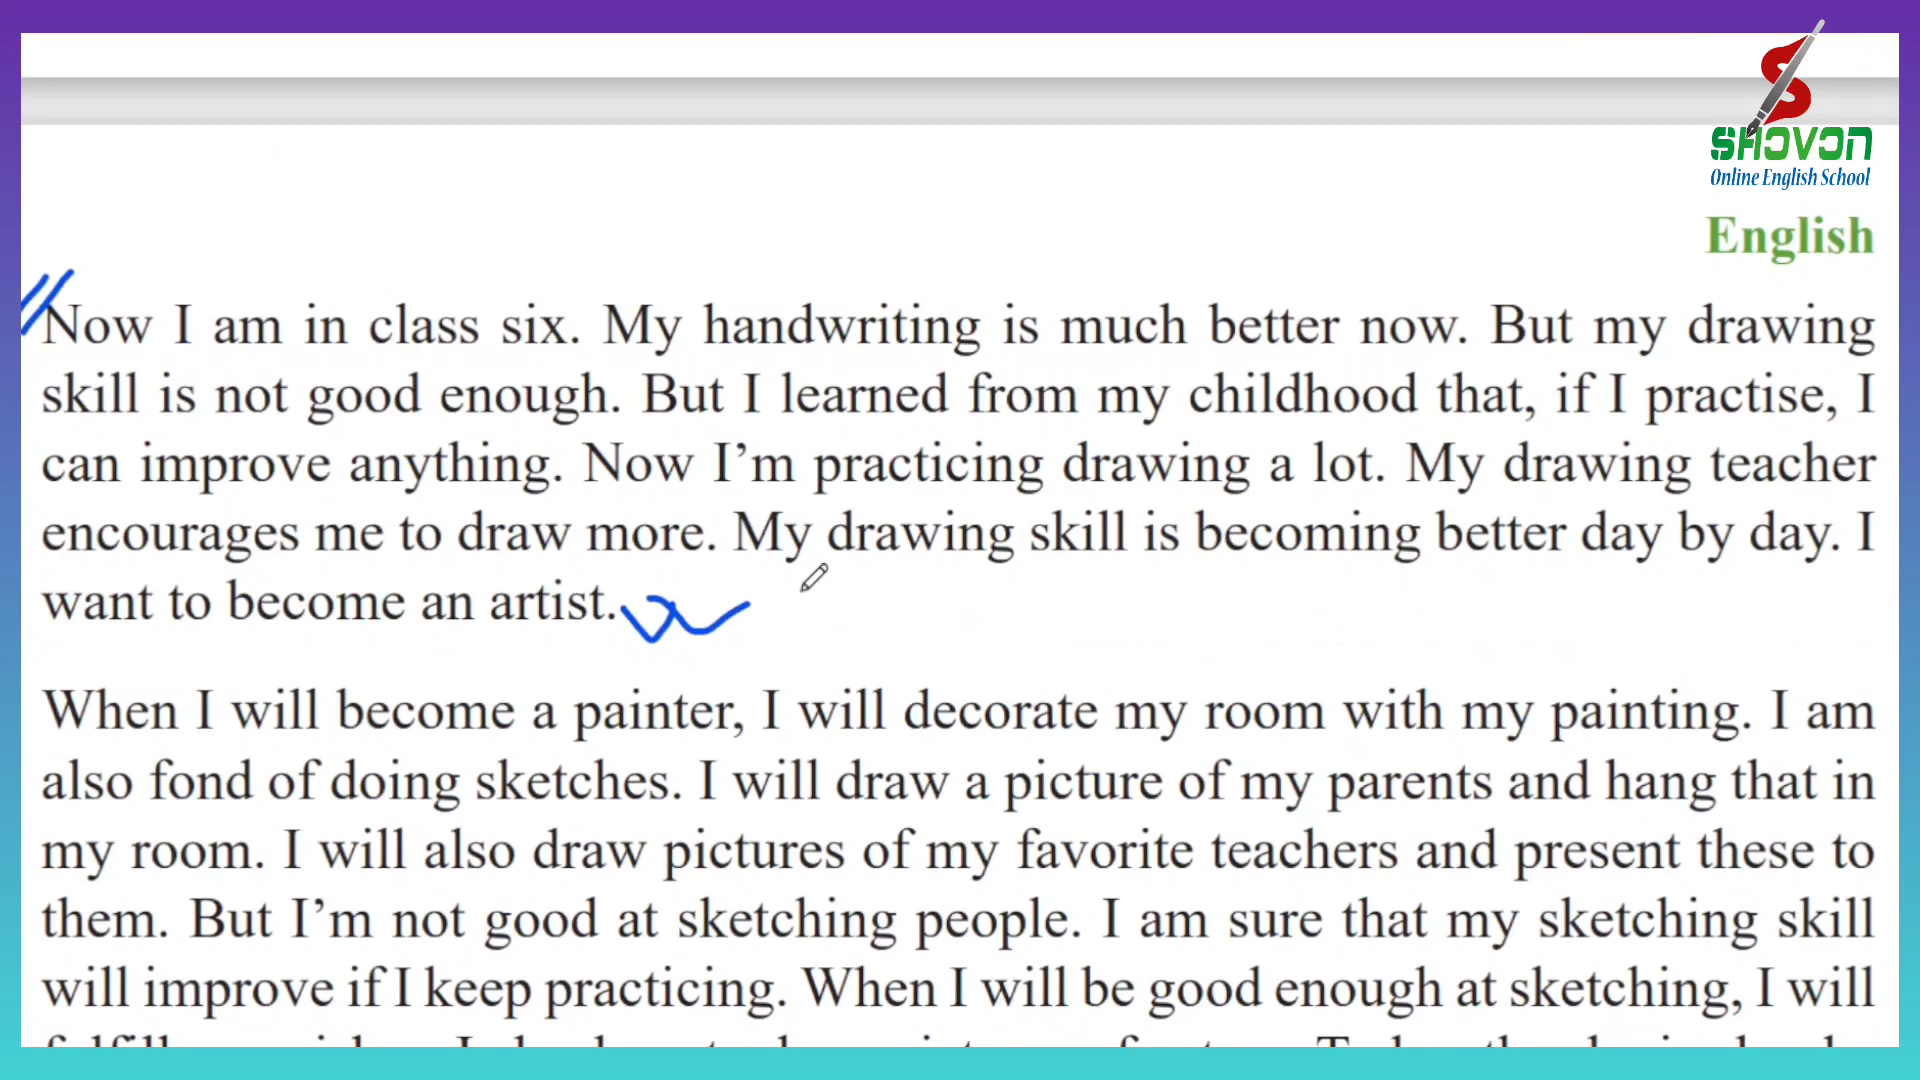 SHOVON
Online English School
English
Now I am in class six. My handwriting is much better now. But my drawing
skill is not good enough. But I learned from my childhood that, if I practise, I
can improve anything. Now I’m practicing drawing a lot. My drawing teacher
encourages me to draw more. My drawing skill is becoming better day by day. I
want to become an artist.
When I will become a painter, I will decorate my room with my painting. I am
also fond of doing sketches. I will draw a picture of my parents and hang that in
my room. I will also draw pictures of my favorite teachers and present these to
them. But I’m not good at sketching people. I am sure that my sketching skill
will improve if I keep practicing. When I will be good enough at sketching, I will